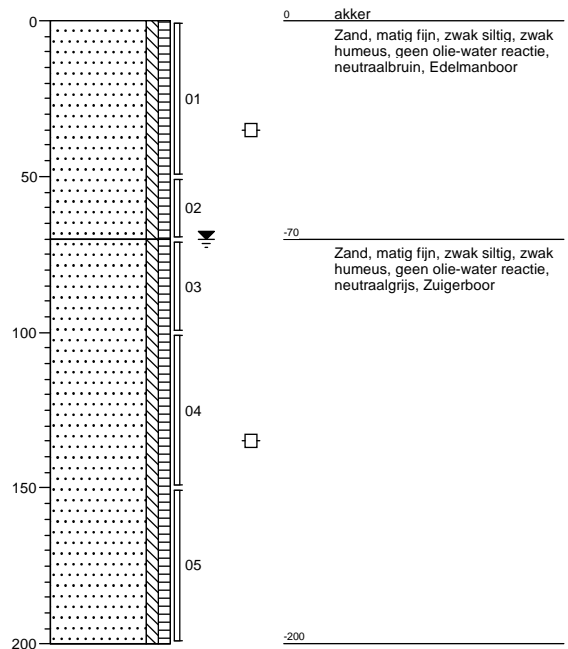 0
50
100
150
200
01
02
03
04
05
0
akker
Zand, matig fijn, zwak siltig, zwak
humeus, geen olie-water reactie,
neutraalbruin, Edelmanboor
-70
Zand, matig fijn, zwak siltig, zwak
humeus, geen olie-water reactie,
neutraalgrijs, Zuigerboor
-200